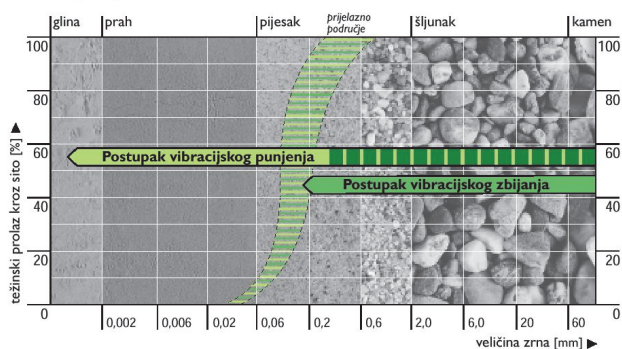 glina prah pijesak prijelazno područje šljunak kamen
100 100
80 80
60 60
Postupak vibracijskog punjenja
Postupak vibracijskog zbijanja
40 40
20 20
0 0
težinski prolaz kroz sito [%] ▶
0,002 0,006 0,02 0,06 0,2 0,6 2,0 6,0 20 60
veličina zrna [mm] ▶